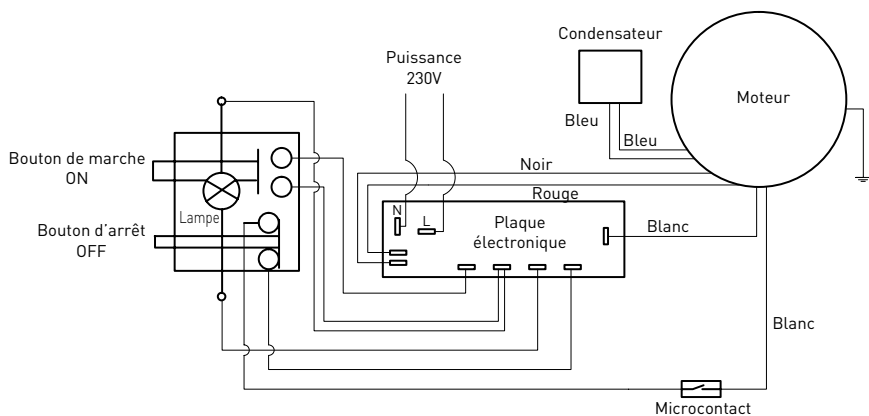 Puissance
230V
Condensateur
Moteur
Bleu
Bleu
Bouton de marche
ON
Noir
Rouge
Lampe
N
L
Plaque
électronique
Blanc
Bouton d'arrêt
OFF
Blanc
Microcontact